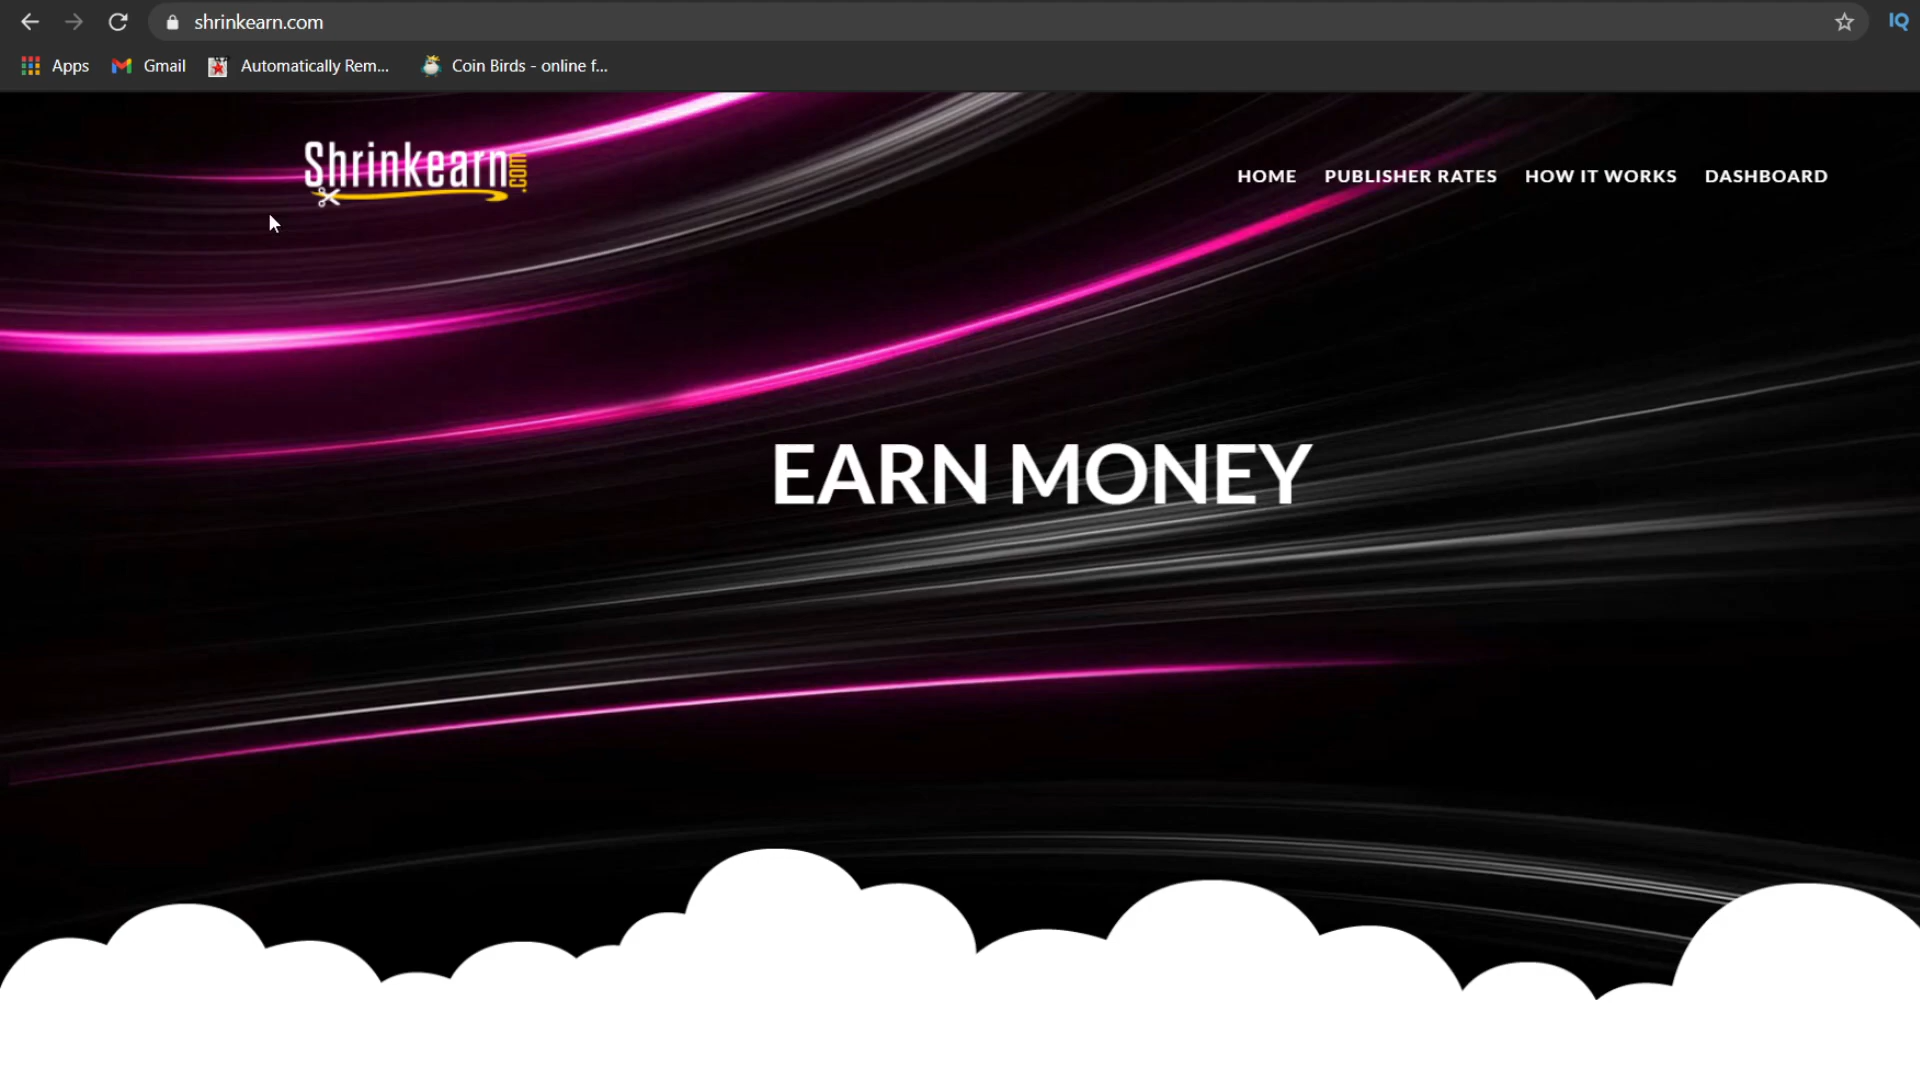 shrinkearn.com
IQ
Apps
Gmail
Automatically Rem...
Coin Birds - online f...
Shrinkearn.com
HOME
PUBLISHER RATES
HOW IT WORKS
DASHBOARD
EARN MONEY